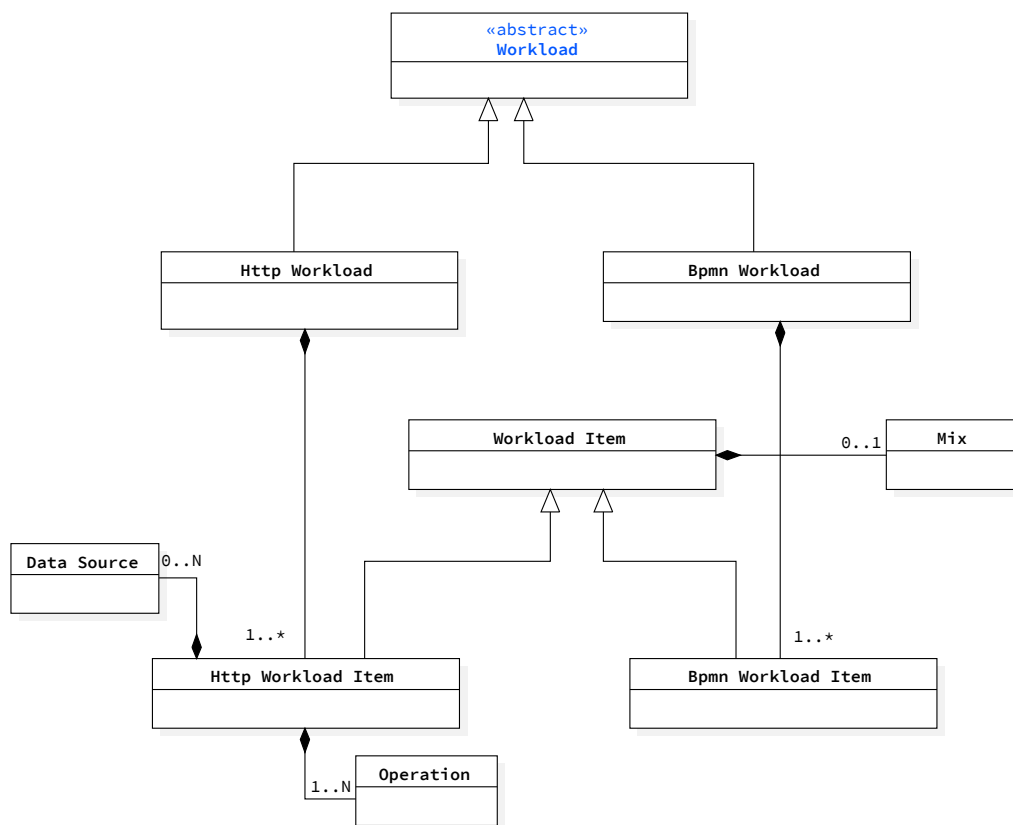 «abstract»
Workload
Http Workload
Bpmn Workload
Workload Item
0..1
Mix
Data Source
0..N
1..*
1..*
Http Workload Item
Bpmn Workload Item
1..N
Operation